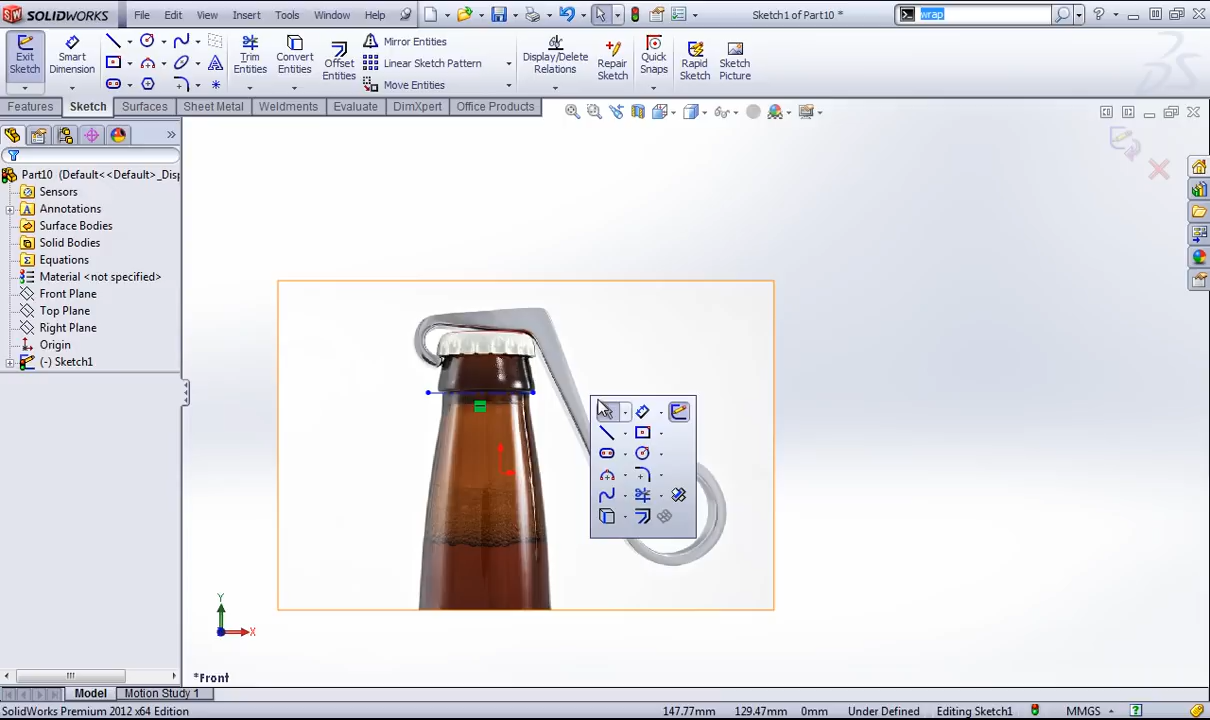 SOLIDWORKS
File
Edit
View
Insert
Tools
Window
Help
Sketch1 of Part10 *
wrap
Exit Sketch
Smart Dimension
Trim Entities
Convert Entities
Offset Entities
Mirror Entities
Linear Sketch Pattern
Move Entities
Display/Delete Relations
Repair Sketch
Quick Snaps
Rapid Sketch
Sketch Picture
Features
Sketch
Surfaces
Sheet Metal
Weldments
Evaluate
DimXpert
Office Products
Part10 (Default<<Default>_Disp
Sensors
Annotations
Surface Bodies
Solid Bodies
Equations
Material <not specified>
Front Plane
Top Plane
Right Plane
Origin
(-) Sketch1
Y
X
*Front
Model
Motion Study 1
SolidWorks Premium 2012 x64 Edition
147.77mm
129.47mm
0mm
Under Defined
Editing Sketch1
MMGS